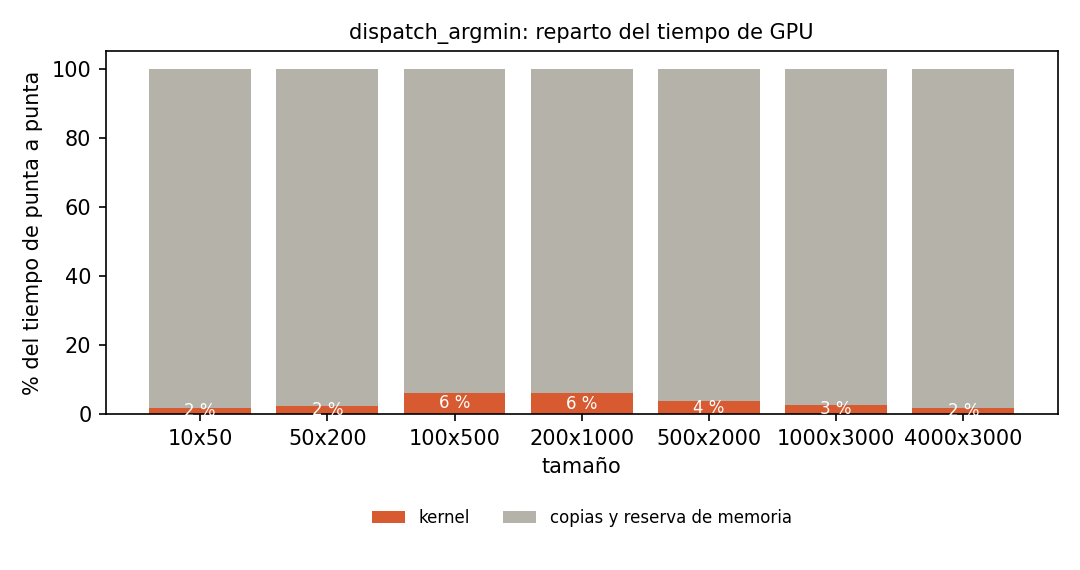 dispatch_argmin: reparto del tiempo de GPU
% del tiempo de punta a punta
100
80
60
40
20
0
2 %
2 %
6 %
6 %
4 %
3 %
2 %
10x50
50x200
100x500
200x1000
500x2000
1000x3000
4000x3000
tamaño
kernel
copias y reserva de memoria